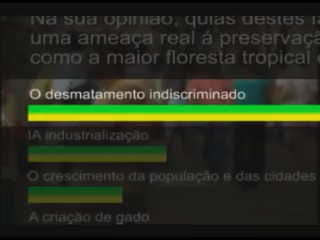 Na sua opinião, quias destes
uma ameaça real á
como a maior floresta tropical
O desmatamento indiscriminado
IA industrialização
O crescimento da população e das cidades
A criação de gado